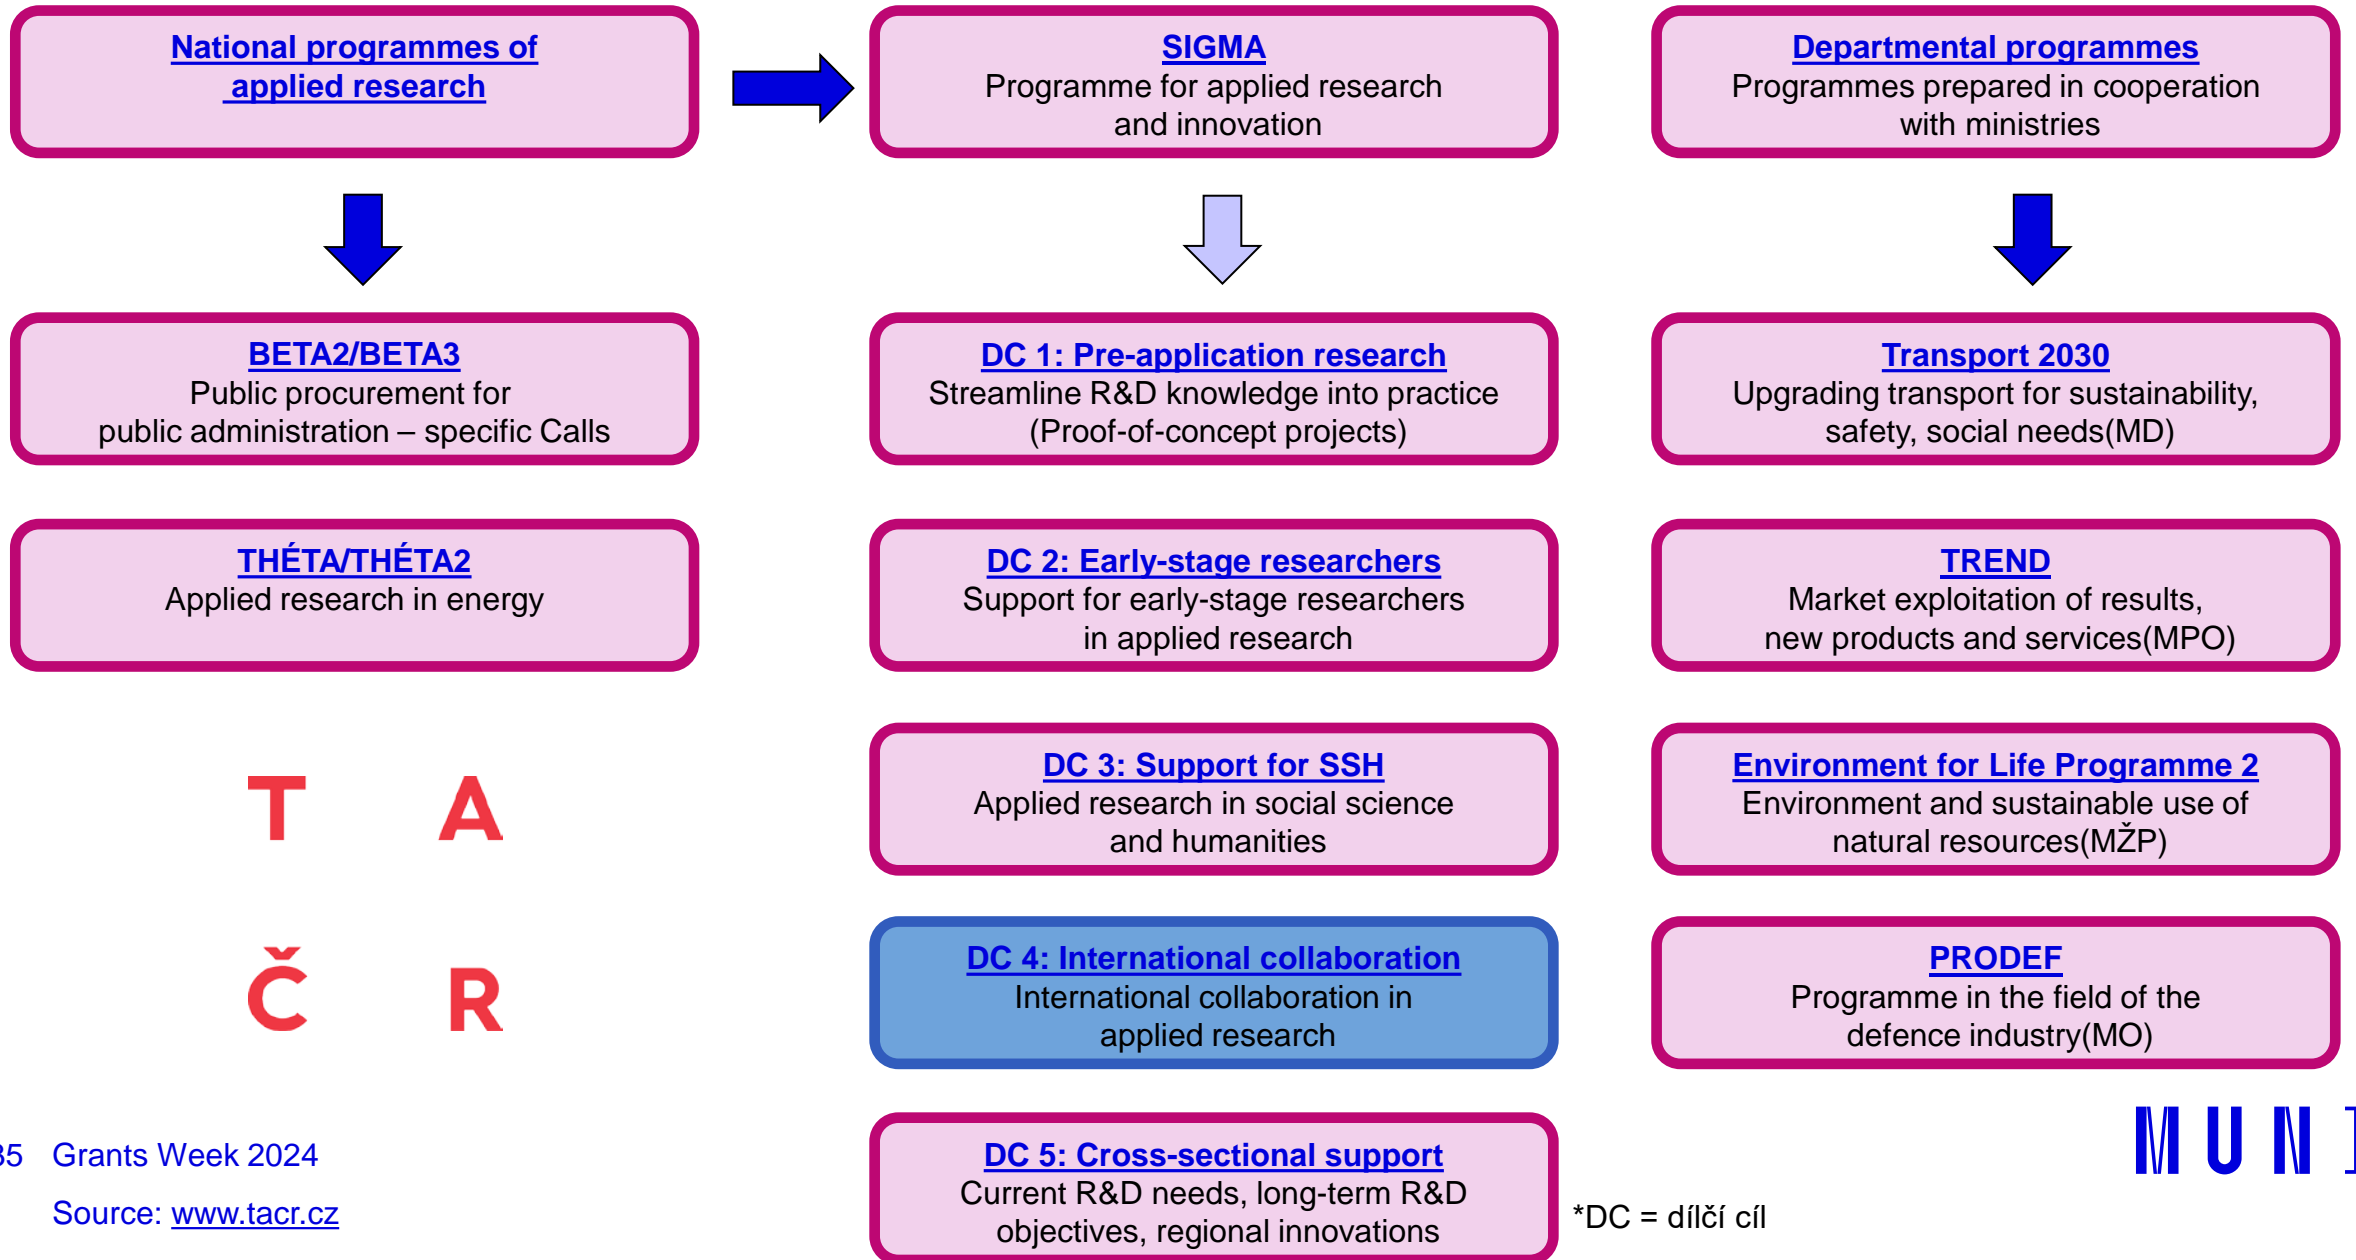 National programmes of
applied research
SIGMA
Programme for applied research
and innovation
Departmental programmes
Programmes prepared in cooperation
with ministries
BETA2/BETA3
Public procurement for
public administration – specific Calls
DC 1: Pre-application research
Streamline R&D knowledge into practice
(Proof-of-concept projects)
Transport 2030
Upgrading transport for sustainability,
safety, social needs(MD)
THÉTA/THÉTA2
Applied research in energy
DC 2: Early-stage researchers
Support for early-stage researchers
in applied research
TREND
Market exploitation of results,
new products and services(MPO)
DC 3: Support for SSH
Applied research in social science
and humanities
Environment for Life Programme 2
Environment and sustainable use of
natural resources(MŽP)
T A
Č R
DC 4: International collaboration
International collaboration in
applied research
PRODEF
Programme in the field of the
defence industry(MO)
DC 5: Cross-sectional support
Current R&D needs, long-term R&D
objectives, regional innovations
35 Grants Week 2024
Source: www.tacr.cz
*DC = dílčí cíl
MUNI